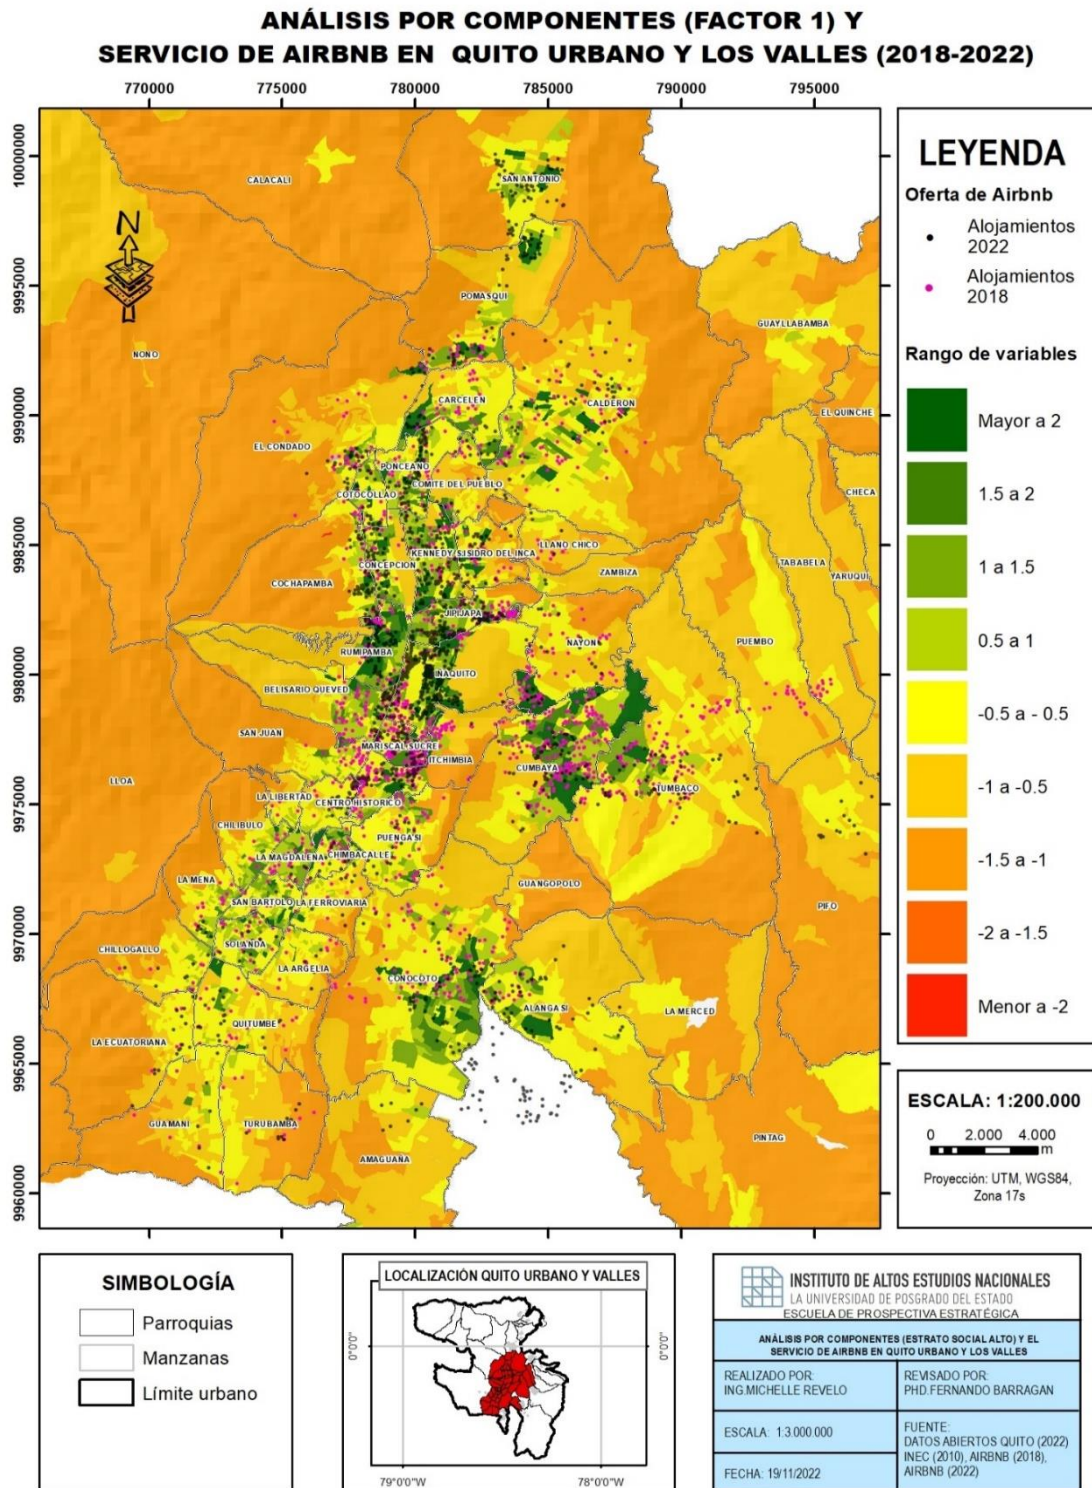 ANÁLISIS POR COMPONENTES (FACTOR 1) Y
SERVICIO DE AIRBNB EN QUITO URBANO Y LOS VALLES (2018-2022)
770000 775000 780000 785000 790000 795000
10000000
9995000
9990000
9985000
9980000
9975000
9970000
9965000
9960000
N
CALACALI
SAN ANTONIO
POMASQUI
GUAYLLABAMBA
NONO
CARCELEN
CALDERON
EL QUINCHE
EL CONDADO
PONCEANO
COTOCOLLAO
COMITE DEL PUEBLO
CHECA
KENNEDY S.ISIDRO DEL INCA
LLANO CHICO
CONCEPCION
ZAMBIZA
TABABELA
YARUQUI
COCHAPAMBA
JIPIJAPA
NAYON
PUEMBO
RUMIPAMBA
INAQUITO
BELISARIO QUEVED
SAN JUAN
MARISCAL SUCRE
ITCHIMBIA
CUMBAYA
TUMBACO
LLOA
LA LIBERTAD
CENTRO HISTORICO
CHILIBULO
PUENGASI
LA MAGDALENA
CHIMBACALLE
LA MENA
GUANGOPOLO
SAN BARTOLO
LA FERROVIARIA
PIFO
CHILLOGALLO
SOLANDA
LA ARGELIA
CONOCOTO
ALANGASI
LA MERCED
QUITUMBE
LA ECUATORIANA
GUAMANI
TURUBAMBA
PINTAG
AMAGUAÑA
LEYENDA
Oferta de Airbnb
Alojamientos
2022
Alojamientos
2018
Rango de variables
Mayor a 2
1.5 a 2
1 a 1.5
0.5 a 1
-0.5 a - 0.5
-1 a -0.5
-1.5 a -1
-2 a -1.5
Menor a -2
ESCALA: 1:200.000
0 2.000 4.000
m
Proyección: UTM, WGS84,
Zona 17s
SIMBOLOGÍA
Parroquias
Manzanas
Límite urbano
LOCALIZACIÓN QUITO URBANO Y VALLES
0°0'0"
0°0'0"
79°0'0"W 78°0'0"W
INSTITUTO DE ALTOS ESTUDIOS NACIONALES
LA UNIVERSIDAD DE POSGRADO DEL ESTADO
ESCUELA DE PROSPECTIVA ESTRATÉGICA
ANÁLISIS POR COMPONENTES (ESTRATO SOCIAL ALTO) Y EL
SERVICIO DE AIRBNB EN QUITO URBANO Y LOS VALLES
REALIZADO POR:
ING.MICHELLE REVELO
REVISADO POR:
PHD.FERNANDO BARRAGAN
ESCALA: 1.3.000.000
FECHA: 19/11/2022
FUENTE:
DATOS ABIERTOS QUITO (2022)
INEC (2010), AIRBNB (2018),
AIRBNB (2022)